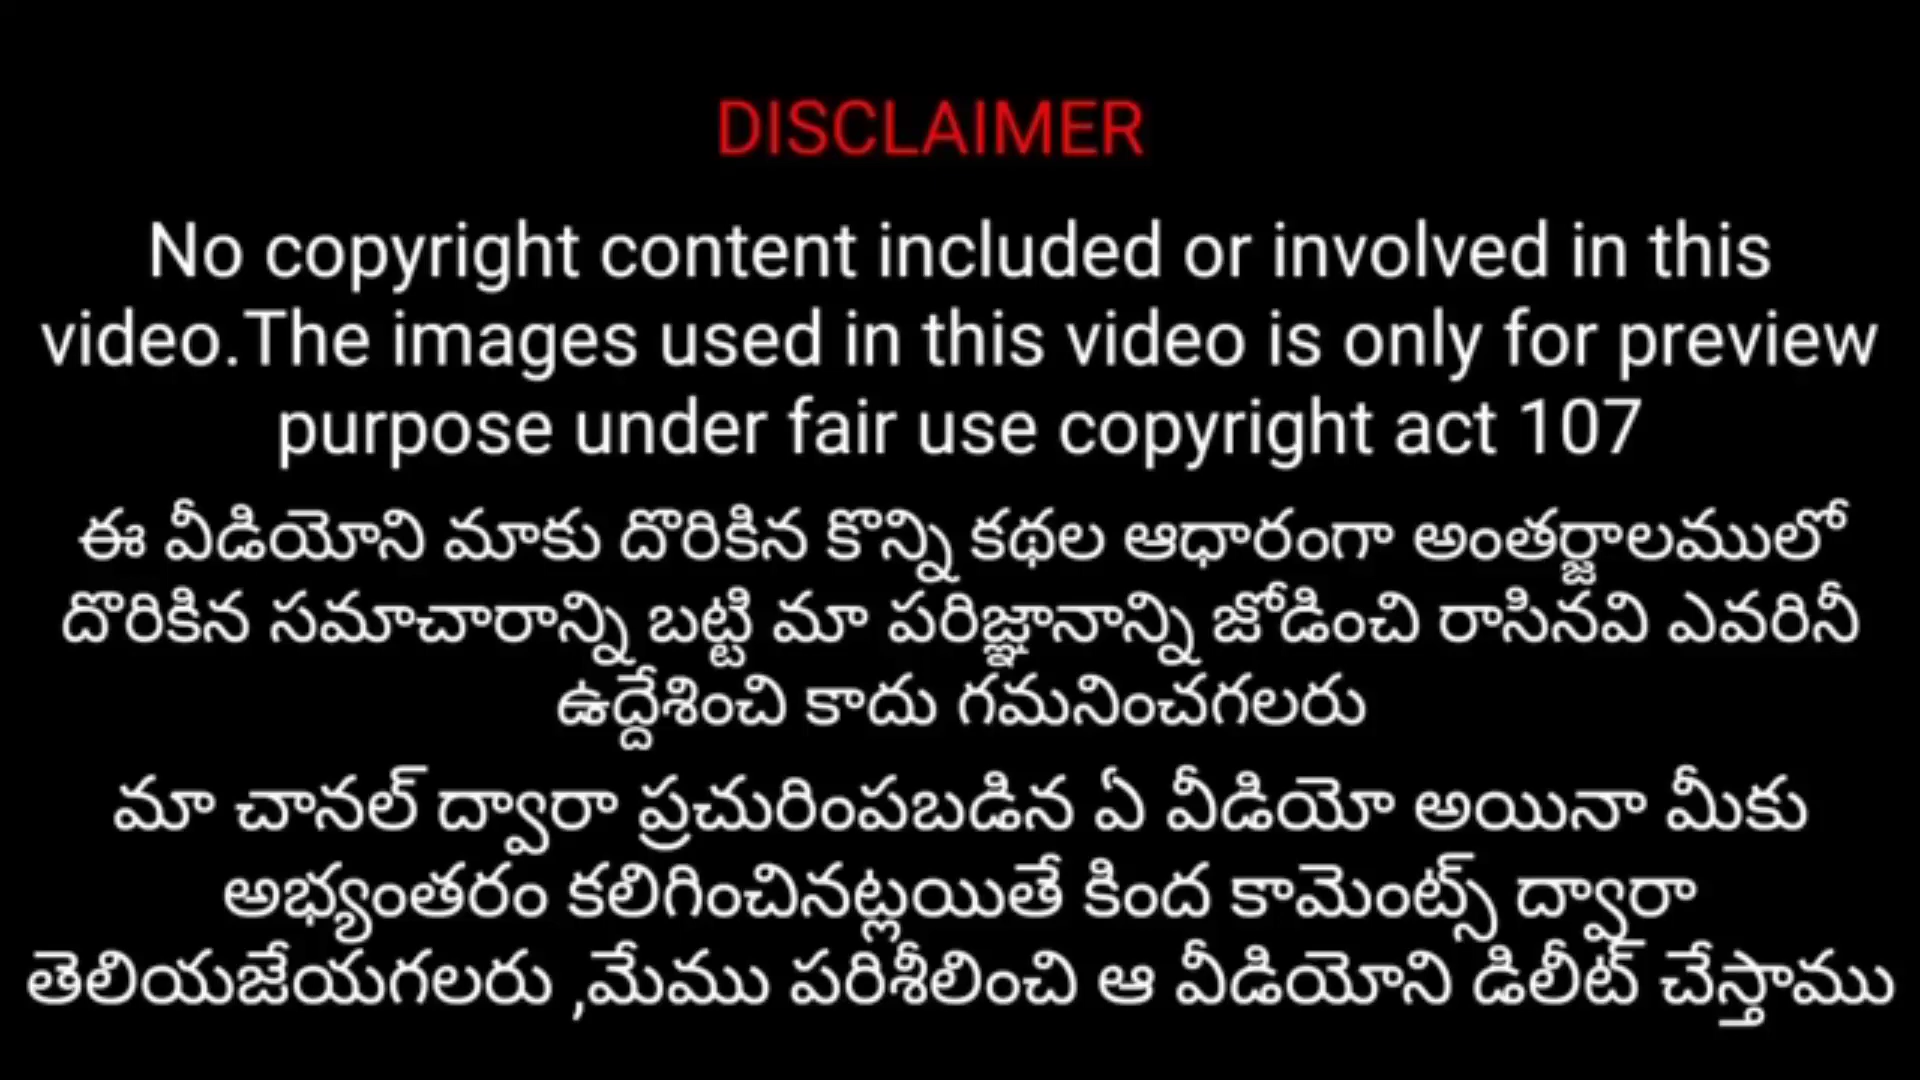 DISCLAIMER
No copyright content included or involved in this
video.The images used in this video is only for preview
purpose under fair use copyright act 107
ఈ వీడియోని మాకు దొరికిన కొన్ని కథల ఆధారంగా అంతర్జాలములో
దొరికిన సమాచారాన్ని బట్టి మా పరిజ్ఞానాన్ని జోడించి రాసినవి ఎవరినీ
ఉద్దేశించి కాదు గమనించగలరు
మా చానల్ ద్వారా ప్రచురింపబడిన ఏ వీడియో అయినా మీకు
అభ్యంతరం కలిగించినట్లయితే కింద కామెంట్స్ ద్వారా
తెలియజేయగలరు ,మేము పరిశీలించి ఆ వీడియోని డిలీట్ చేస్తాము